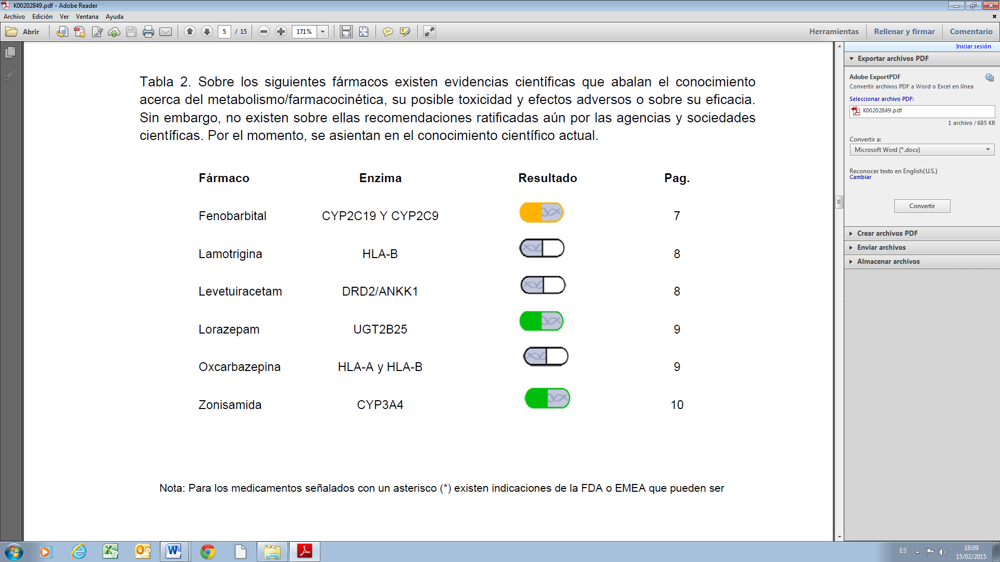 K00202849.pdf - Adobe Reader
Archivo Edición Ver Ventana Ayuda
Abrir 5 / 15 171% Herramientas Rellenar y firmar Comentario
Iniciar sesión
Exportar archivos PDF
Adobe ExportPDF
Convertir archivos PDF a Word o Excel en línea
Seleccionar archivo PDF:
K00202849.pdf
1 archivo / 685 KB
Convertir a:
Microsoft Word (*.docx)
Reconocer texto en English(U.S.)
Cambiar
Convertir
Crear archivos PDF
Enviar archivos
Almacenar archivos
Tabla 2. Sobre los siguientes fármacos existen evidencias científicas que abalan el conocimiento
acerca del metabolismo/farmacocinética, su posible toxicidad y efectos adversos o sobre su eficacia.
Sin embargo, no existen sobre ellas recomendaciones ratificadas aún por las agencias y sociedades
científicas. Por el momento, se asientan en el conocimiento científico actual.
Fármaco Enzima Resultado Pag.
Fenobarbital CYP2C19 Y CYP2C9 7
Lamotrigina HLA-B 8
Levetuiracetam DRD2/ANKK1 8
Lorazepam UGT2B25 9
Oxcarbazepina HLA-A y HLA-B 9
Zonisamida CYP3A4 10
Nota: Para los medicamentos señalados con un asterisco (*) existen indicaciones de la FDA o EMEA que pueden ser
ES 18:09
15/02/2015